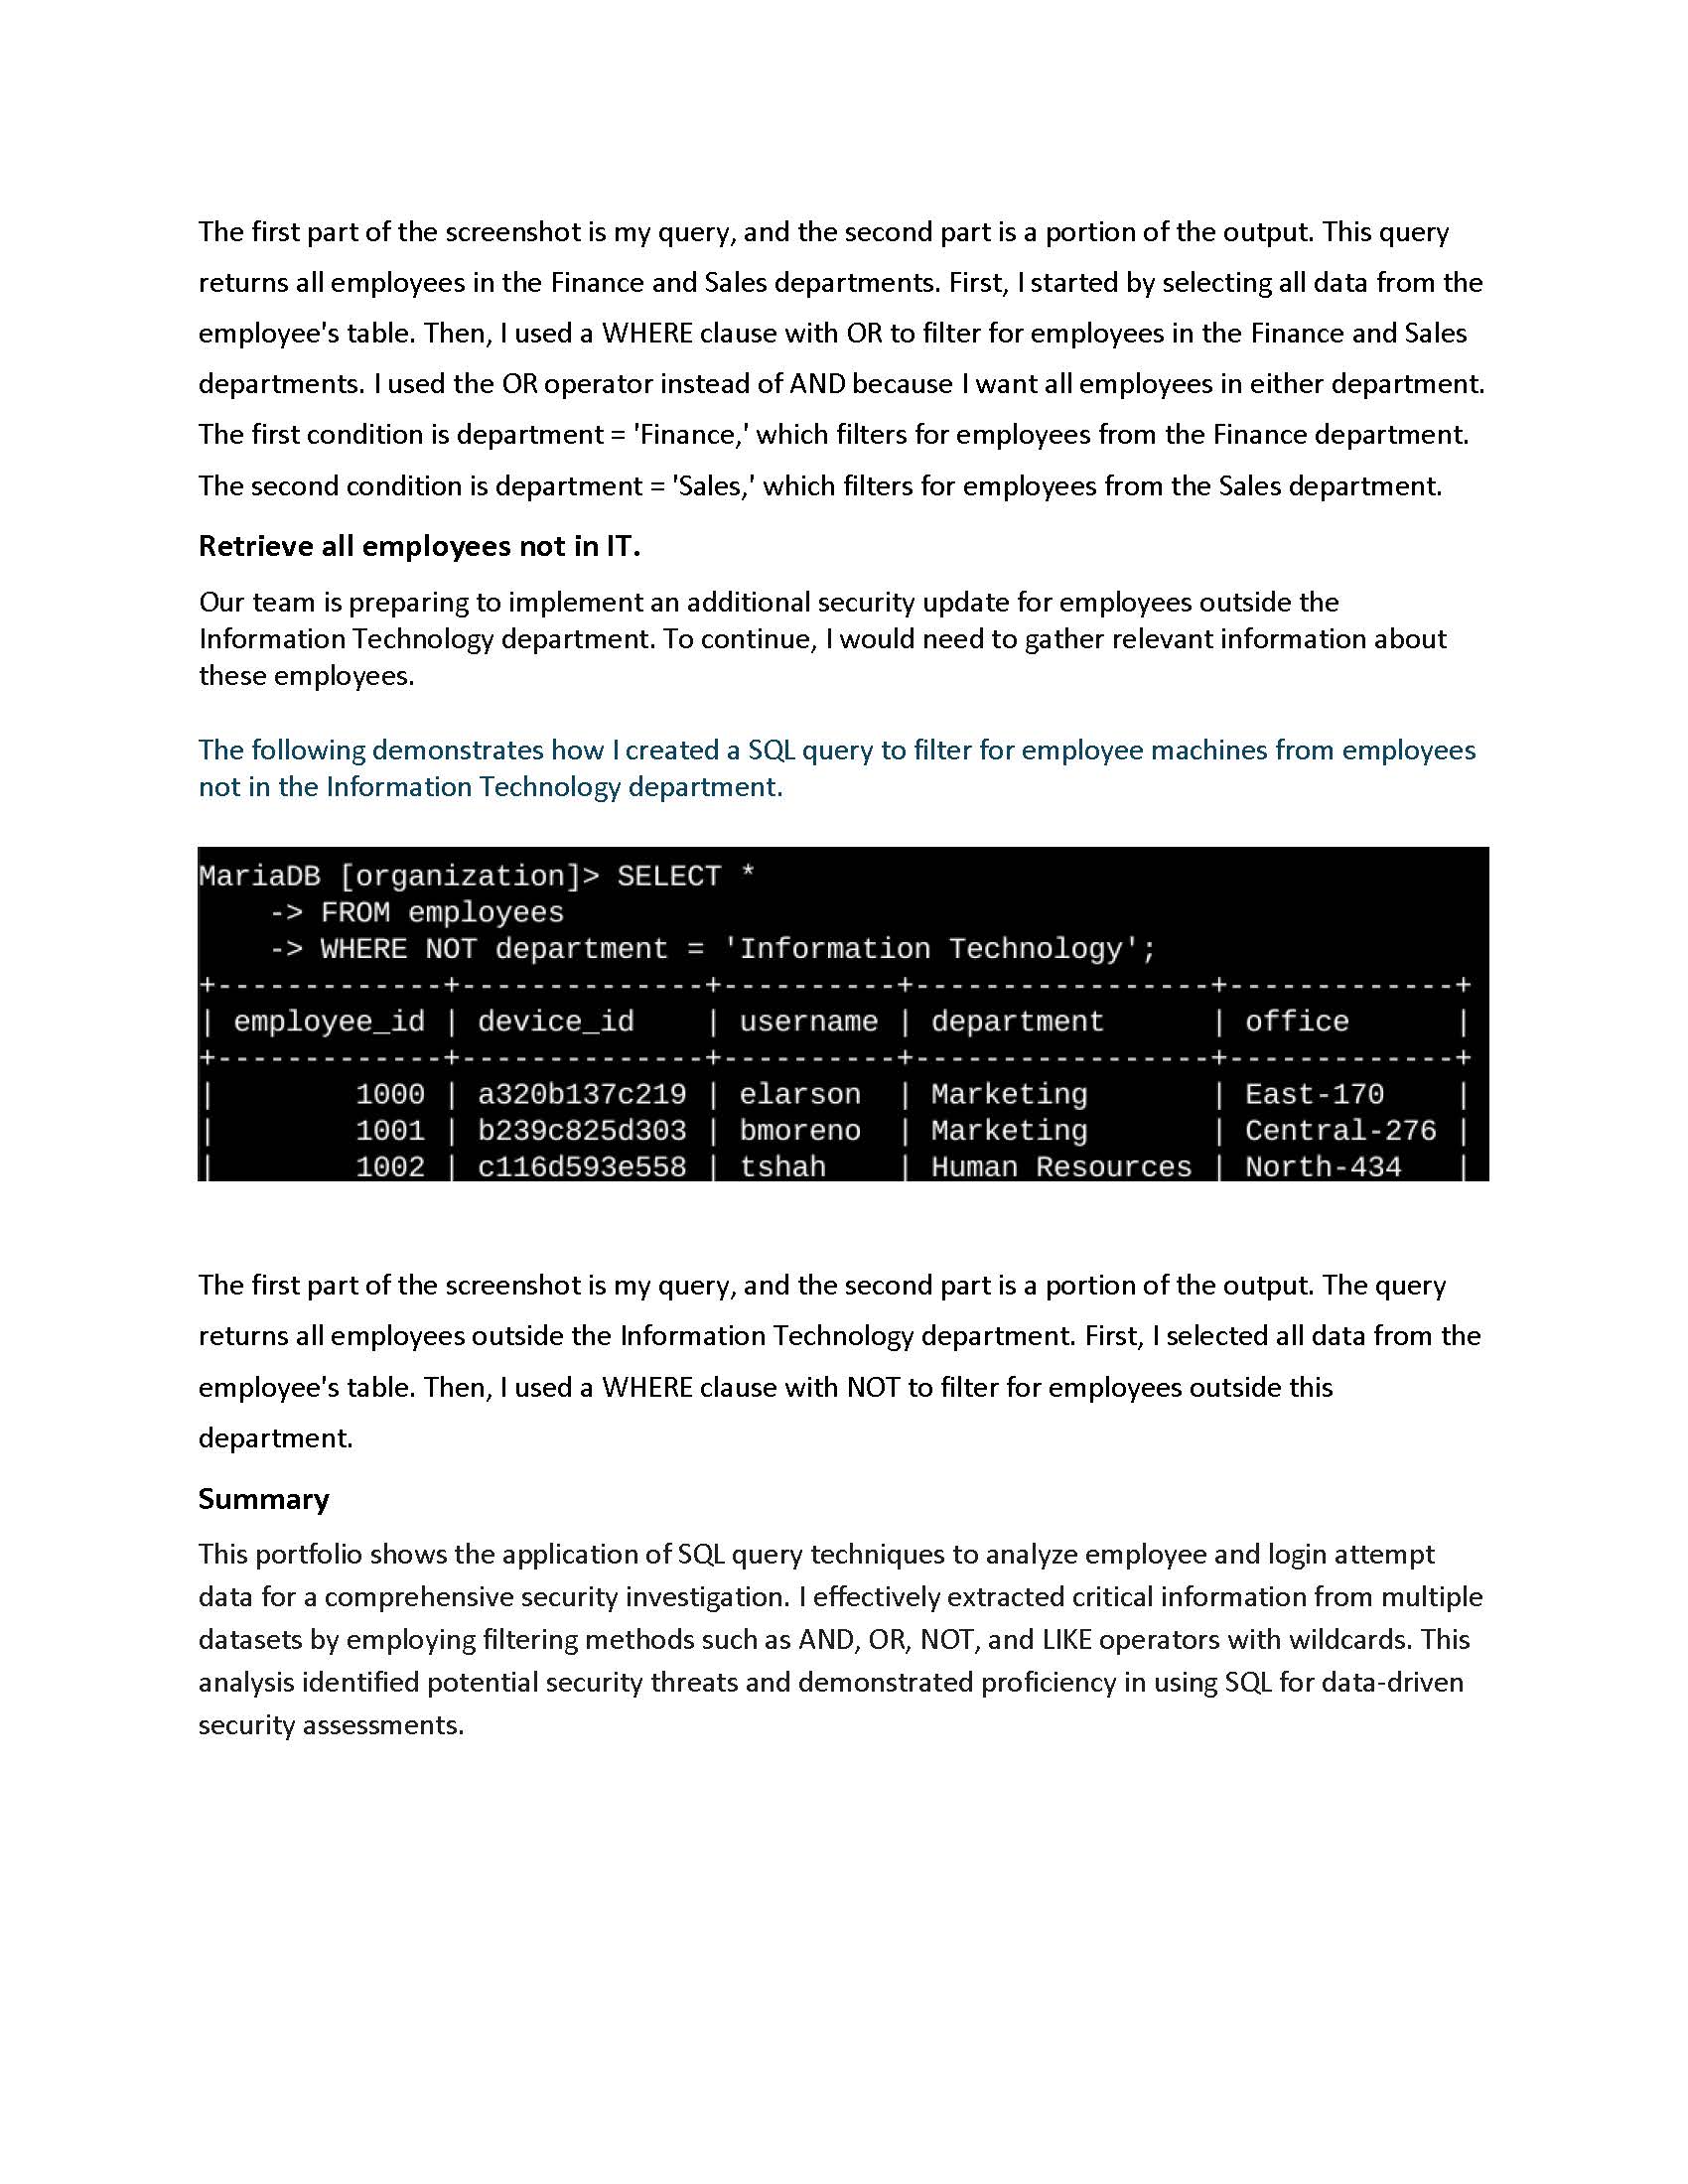 The first part of the screenshot is my query, and the second part is a portion of the output. This query
returns all employees in the Finance and Sales departments. First, I started by selecting all data from the
employee's table. Then, I used a WHERE clause with OR to filter for employees in the Finance and Sales
departments. I used the OR operator instead of AND because I want all employees in either department.
The first condition is department = 'Finance,' which filters for employees from the Finance department.
The second condition is department = 'Sales,' which filters for employees from the Sales department.
Retrieve all employees not in IT.
Our team is preparing to implement an additional security update for employees outside the
Information Technology department. To continue, I would need to gather relevant information about
these employees.
The following demonstrates how I created a SQL query to filter for employee machines from employees
not in the Information Technology department.
MariaDB [organization]> SELECT *
    -> FROM employees
    -> WHERE NOT department = 'Information Technology';
+-------------+--------------+----------+-----------------+-------------+
| employee_id | device_id    | username | department      | office      |
+-------------+--------------+----------+-----------------+-------------+
|        1000 | a320b137c219 | elarson  | Marketing       | East-170    |
|        1001 | b239c825d303 | bmoreno  | Marketing       | Central-276 |
|        1002 | c116d593e558 | tshah    | Human Resources | North-434   |
The first part of the screenshot is my query, and the second part is a portion of the output. The query
returns all employees outside the Information Technology department. First, I selected all data from the
employee's table. Then, I used a WHERE clause with NOT to filter for employees outside this
department.
Summary
This portfolio shows the application of SQL query techniques to analyze employee and login attempt
data for a comprehensive security investigation. I effectively extracted critical information from multiple
datasets by employing filtering methods such as AND, OR, NOT, and LIKE operators with wildcards. This
analysis identified potential security threats and demonstrated proficiency in using SQL for data-driven
security assessments.